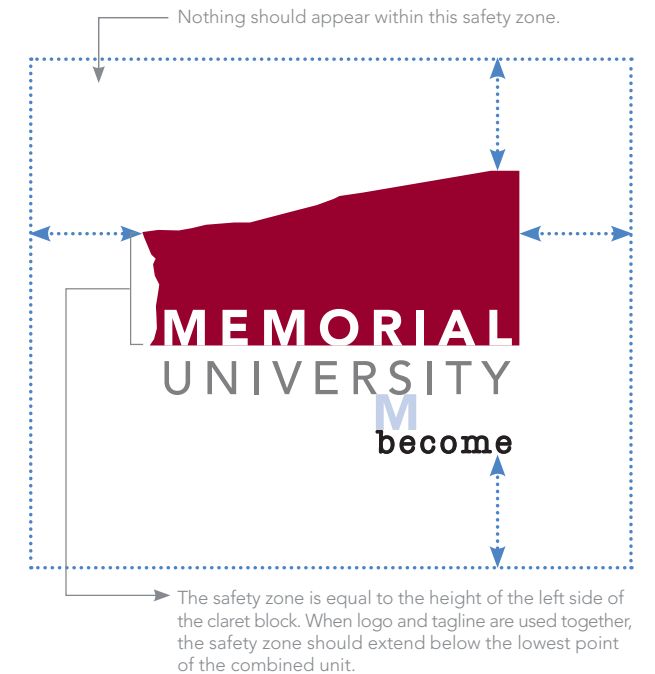 Nothing should appear within this safety zone.
MEMORIAL
UNIVERSITY
M
become
The safety zone is equal to the height of the left side of
the claret block. When logo and tagline are used together,
the safety zone should extend below the lowest point
of the combined unit.